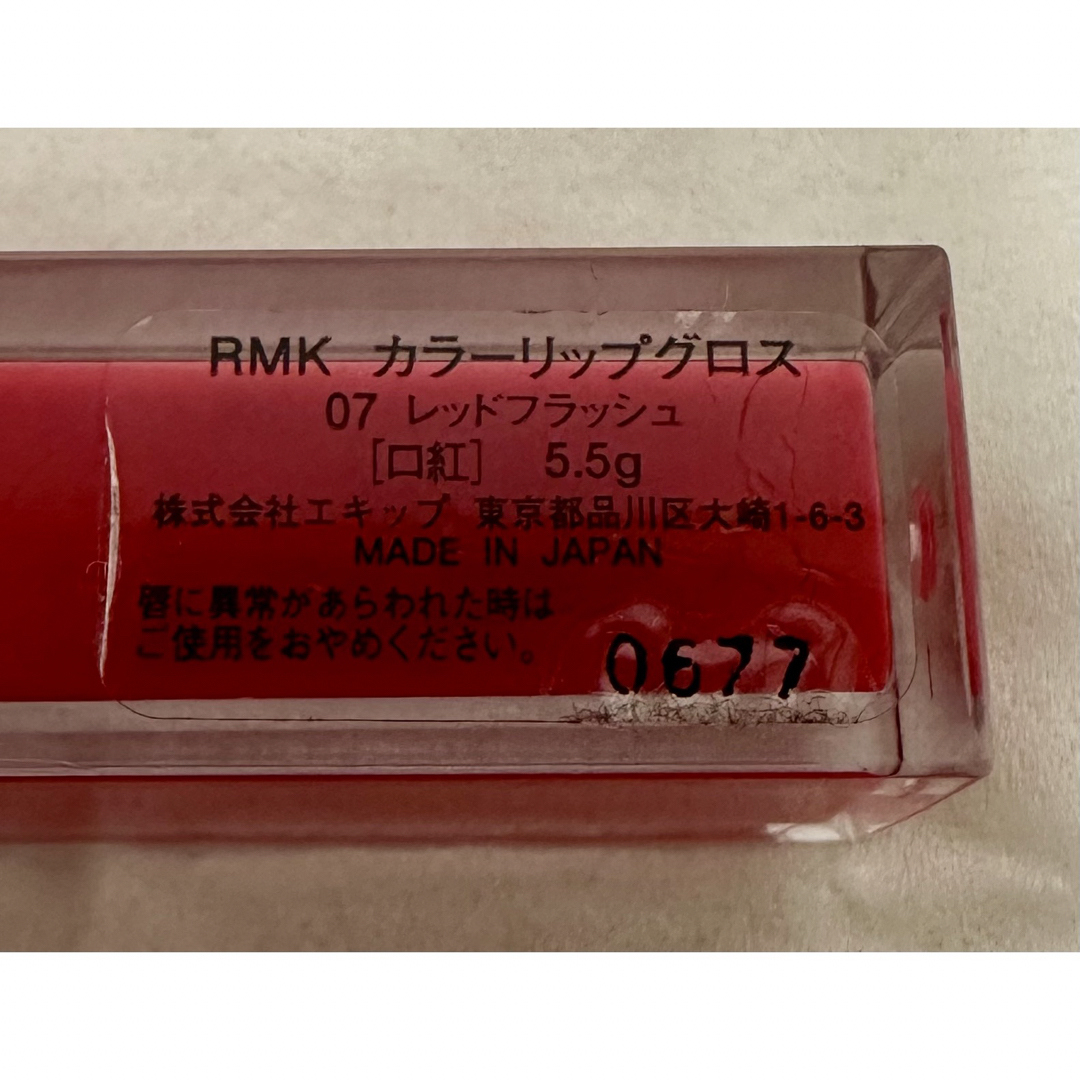 RMK カラーリップグロス
07 レッドフラッシュ
[口紅] 5.5g
株式会社エキップ 東京都品川区大崎1-6-3
MADE IN JAPAN
唇に異常があらわれた時は
ご使用をおやめください。
0677